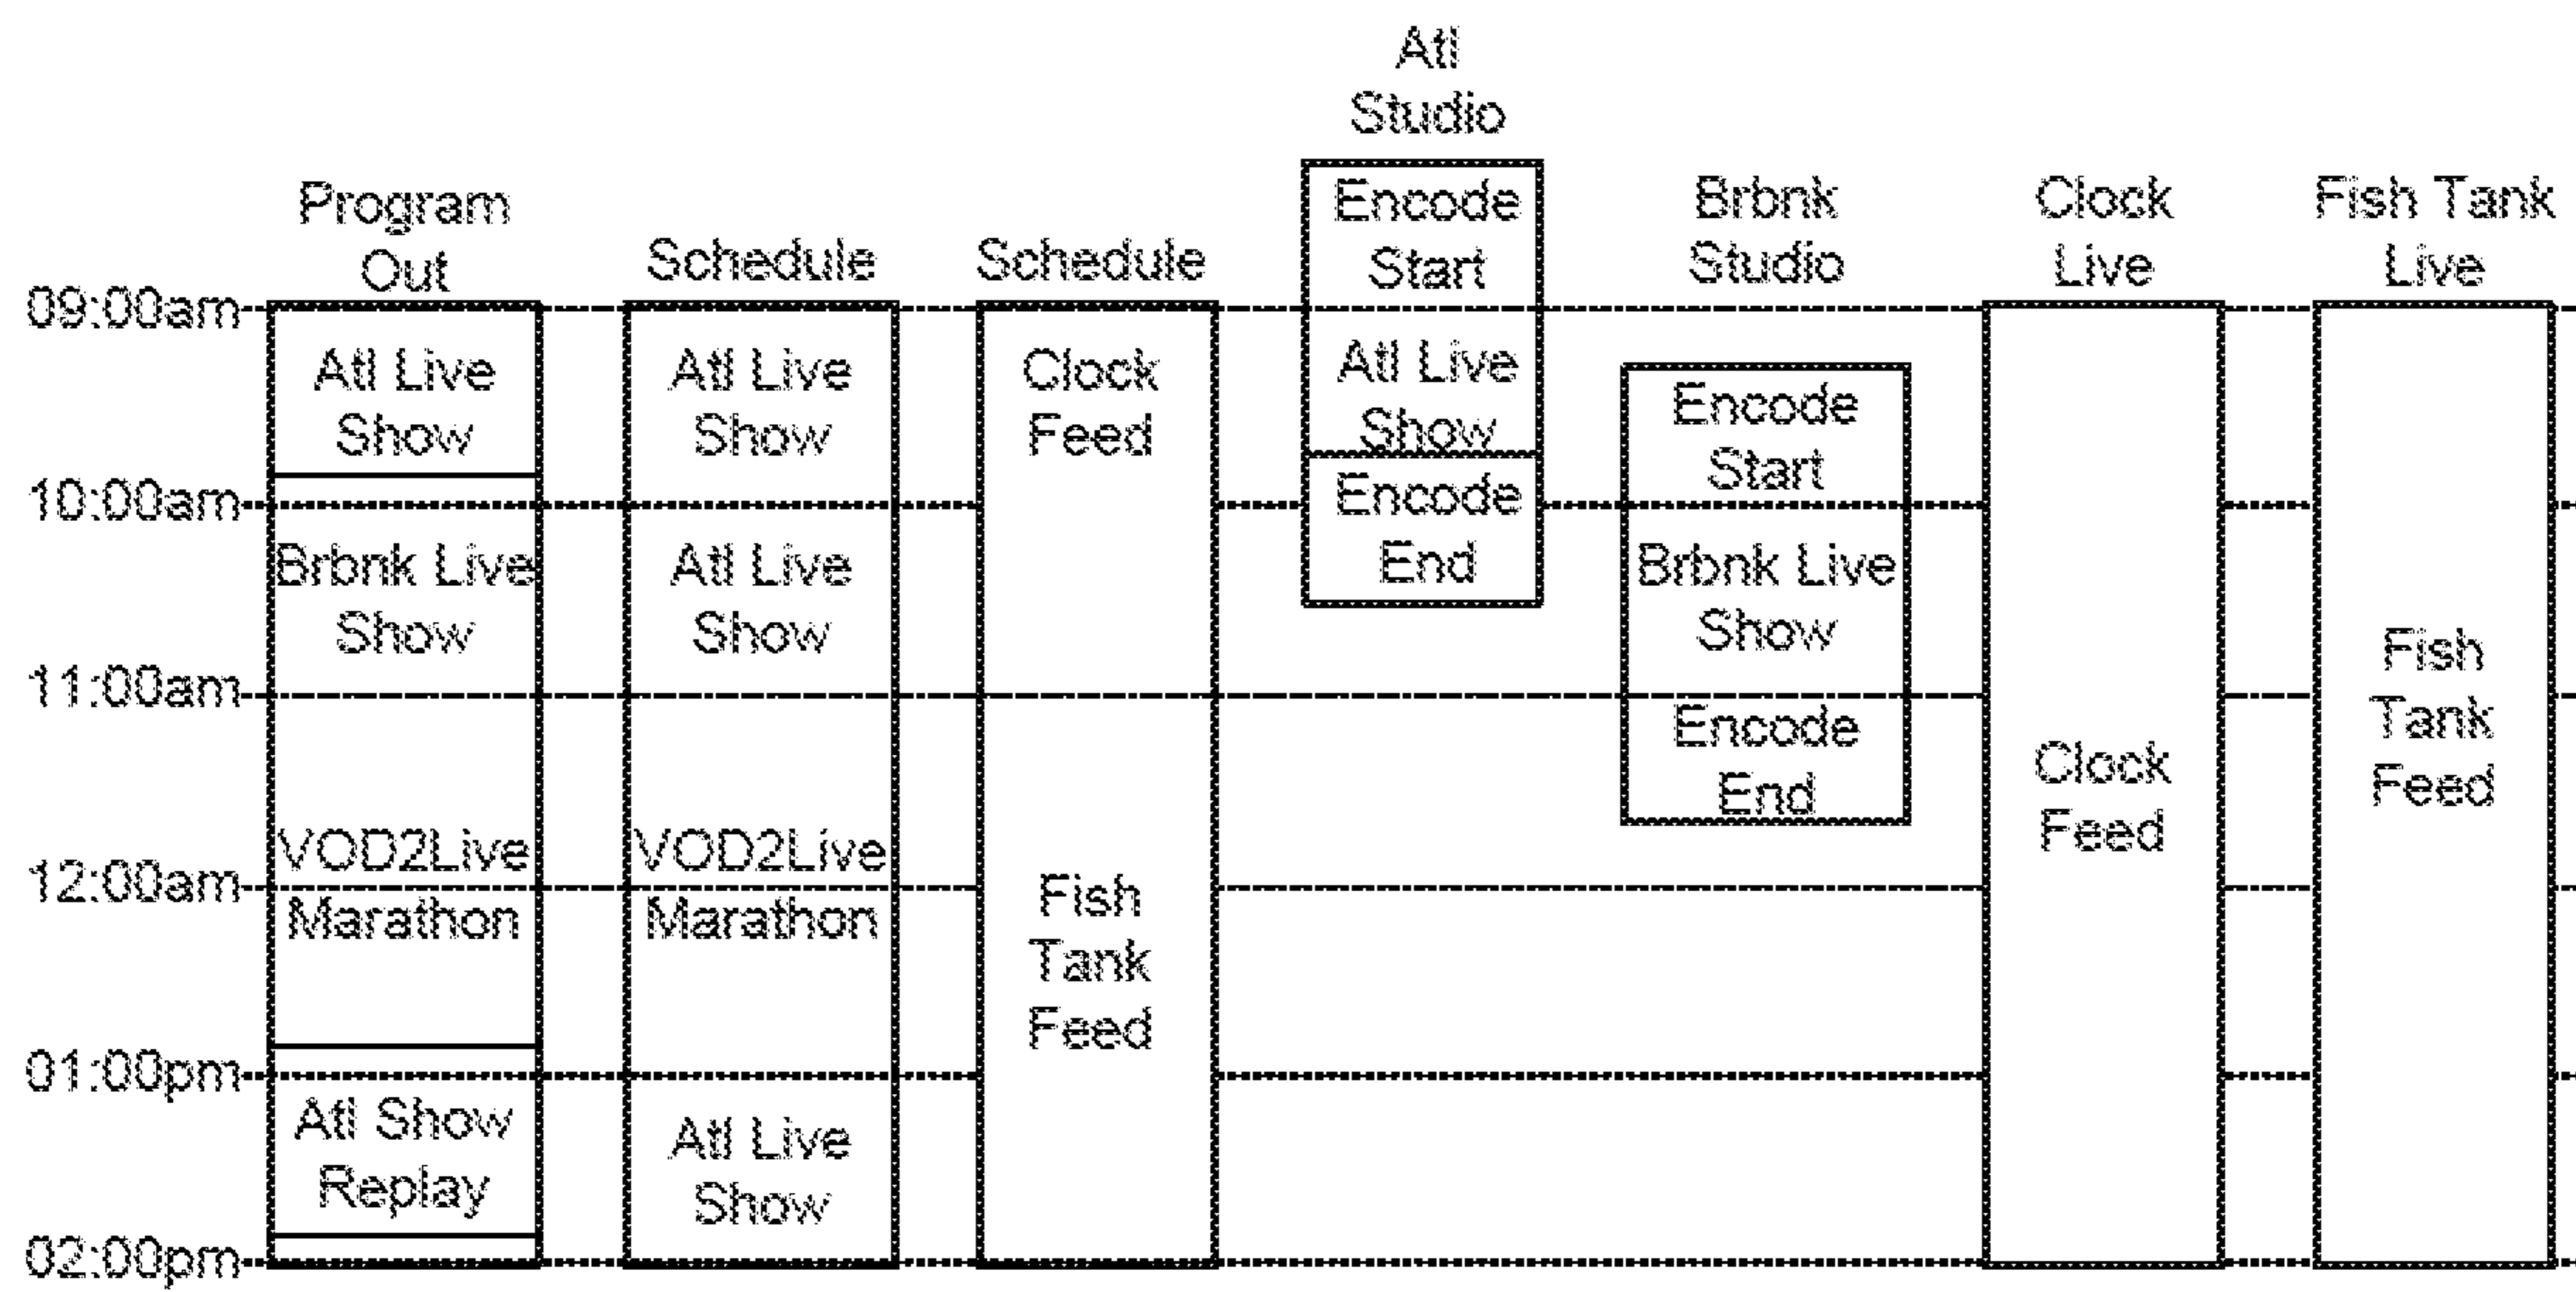 Atl
Studio
Program
Out
Schedule
Schedule
Encode
Start
Brbnk
Studio
Clock
Live
Fish Tank
Live
09:00am
Atl Live
Show
Atl Live
Show
Clock
Feed
Atl Live
Show
Encode
Start
10:00am
Encode
End
Brbnk Live
Show
Atl Live
Show
Brbnk Live
Show
11:00am
Encode
End
Fish
Tank
Feed
Clock
Feed
12:00am
VOD2Live
Marathon
VOD2Live
Marathon
Fish
Tank
Feed
01:00pm
Atl Show
Replay
Atl Live
Show
02:00pm